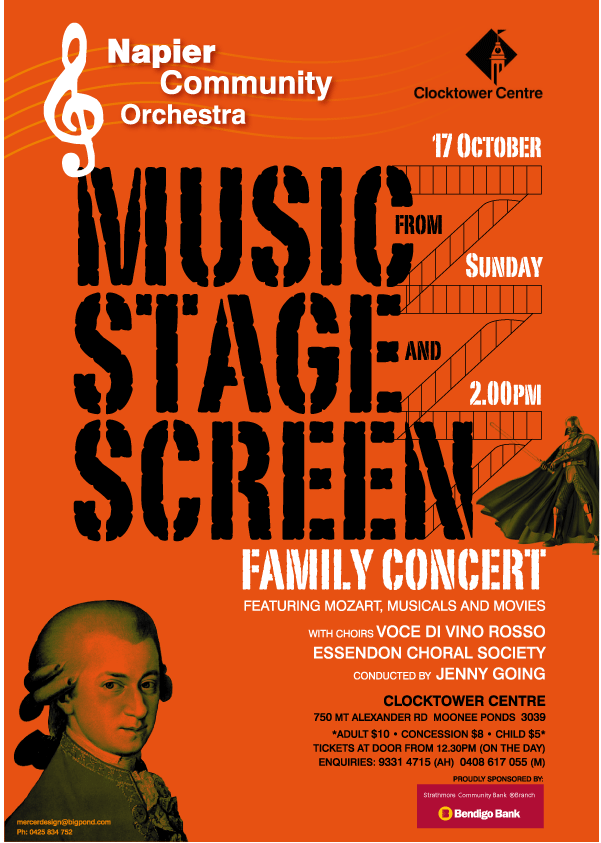 Napier
Community
Orchestra
Clocktower Centre
17 OCTOBER
MUSIC
FROM
SUNDAY
STAGE
AND
2.00PM
SCREEN
FAMILY CONCERT
FEATURING MOZART, MUSICALS AND MOVIES
WITH CHOIRS VOCE DI VINO ROSSO
ESSENDON CHORAL SOCIETY
CONDUCTED BY JENNY GOING
CLOCKTOWER CENTRE
750 MT ALEXANDER RD MOONEE PONDS 3039
*ADULT $10 • CONCESSION $8 • CHILD $5*
TICKETS AT DOOR FROM 12.30PM (ON THE DAY)
ENQUIRIES: 9331 4715 (AH) 0408 617 055 (M)
PROUDLY SPONSORED BY:
Strathmore Community Bank ®Branch
Bendigo Bank
mercerdesign@bigpond.com
Ph: 0425 834 752